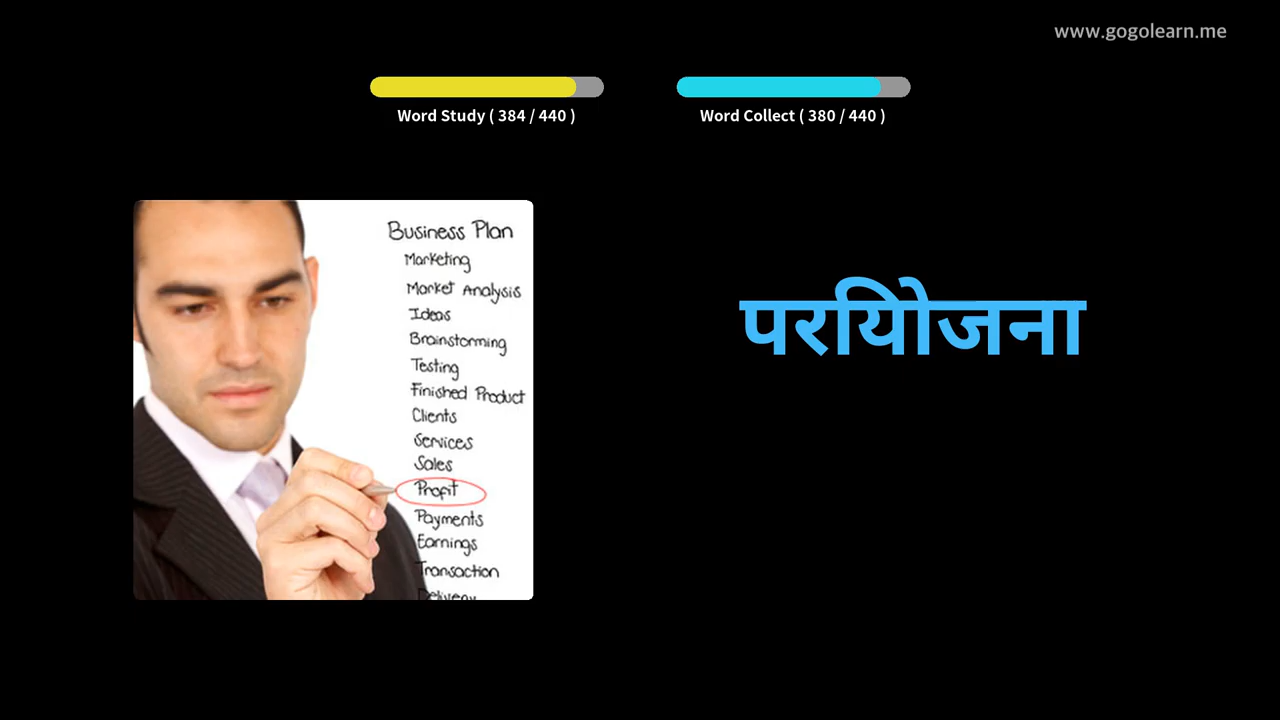 www.gogolearn.me
Word Study ( 384 / 440 )
Word Collect ( 380 / 440 )
Business Plan
Marketing
Market Analysis
Ideas
Brainstorming
Testing
Finished Product
Clients
Services
Sales
Profit
Payments
Earnings
Transaction
Delivery
परियोजना